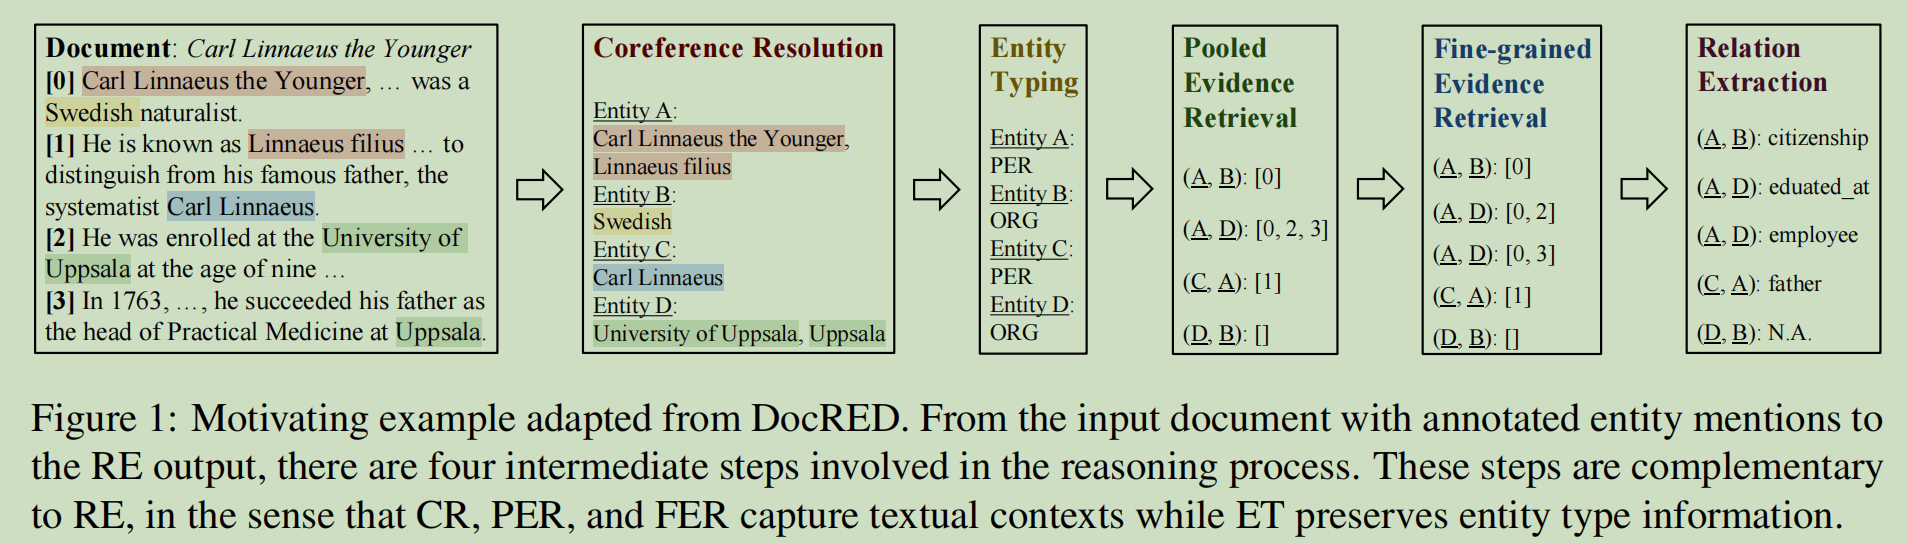 Document: Carl Linnaeus the Younger
[0] Carl Linnaeus the Younger, … was a
Swedish naturalist.
[1] He is known as Linnaeus filius … to
distinguish from his famous father, the
systematist Carl Linnaeus.
[2] He was enrolled at the University of
Uppsala at the age of nine …
[3] In 1763, …, he succeeded his father as
the head of Practical Medicine at Uppsala.
Coreference Resolution
Entity A:
Carl Linnaeus the Younger,
Linnaeus filius
Entity B:
Swedish
Entity C:
Carl Linnaeus
Entity D:
University of Uppsala, Uppsala
Entity
Typing
Entity A:
PER
Entity B:
ORG
Entity C:
PER
Entity D:
ORG
Pooled
Evidence
Retrieval
(A, B): [0]
(A, D): [0, 2, 3]
(C, A): [1]
(D, B): []
Fine-grained
Evidence
Retrieval
(A, B): [0]
(A, D): [0, 2]
(A, D): [0, 3]
(C, A): [1]
(D, B): []
Relation
Extraction
(A, B): citizenship
(A, D): eduated_at
(A, D): employee
(C, A): father
(D, B): N.A.
Figure 1: Motivating example adapted from DocRED. From the input document with annotated entity mentions to
the RE output, there are four intermediate steps involved in the reasoning process. These steps are complementary
to RE, in the sense that CR, PER, and FER capture textual contexts while ET preserves entity type information.